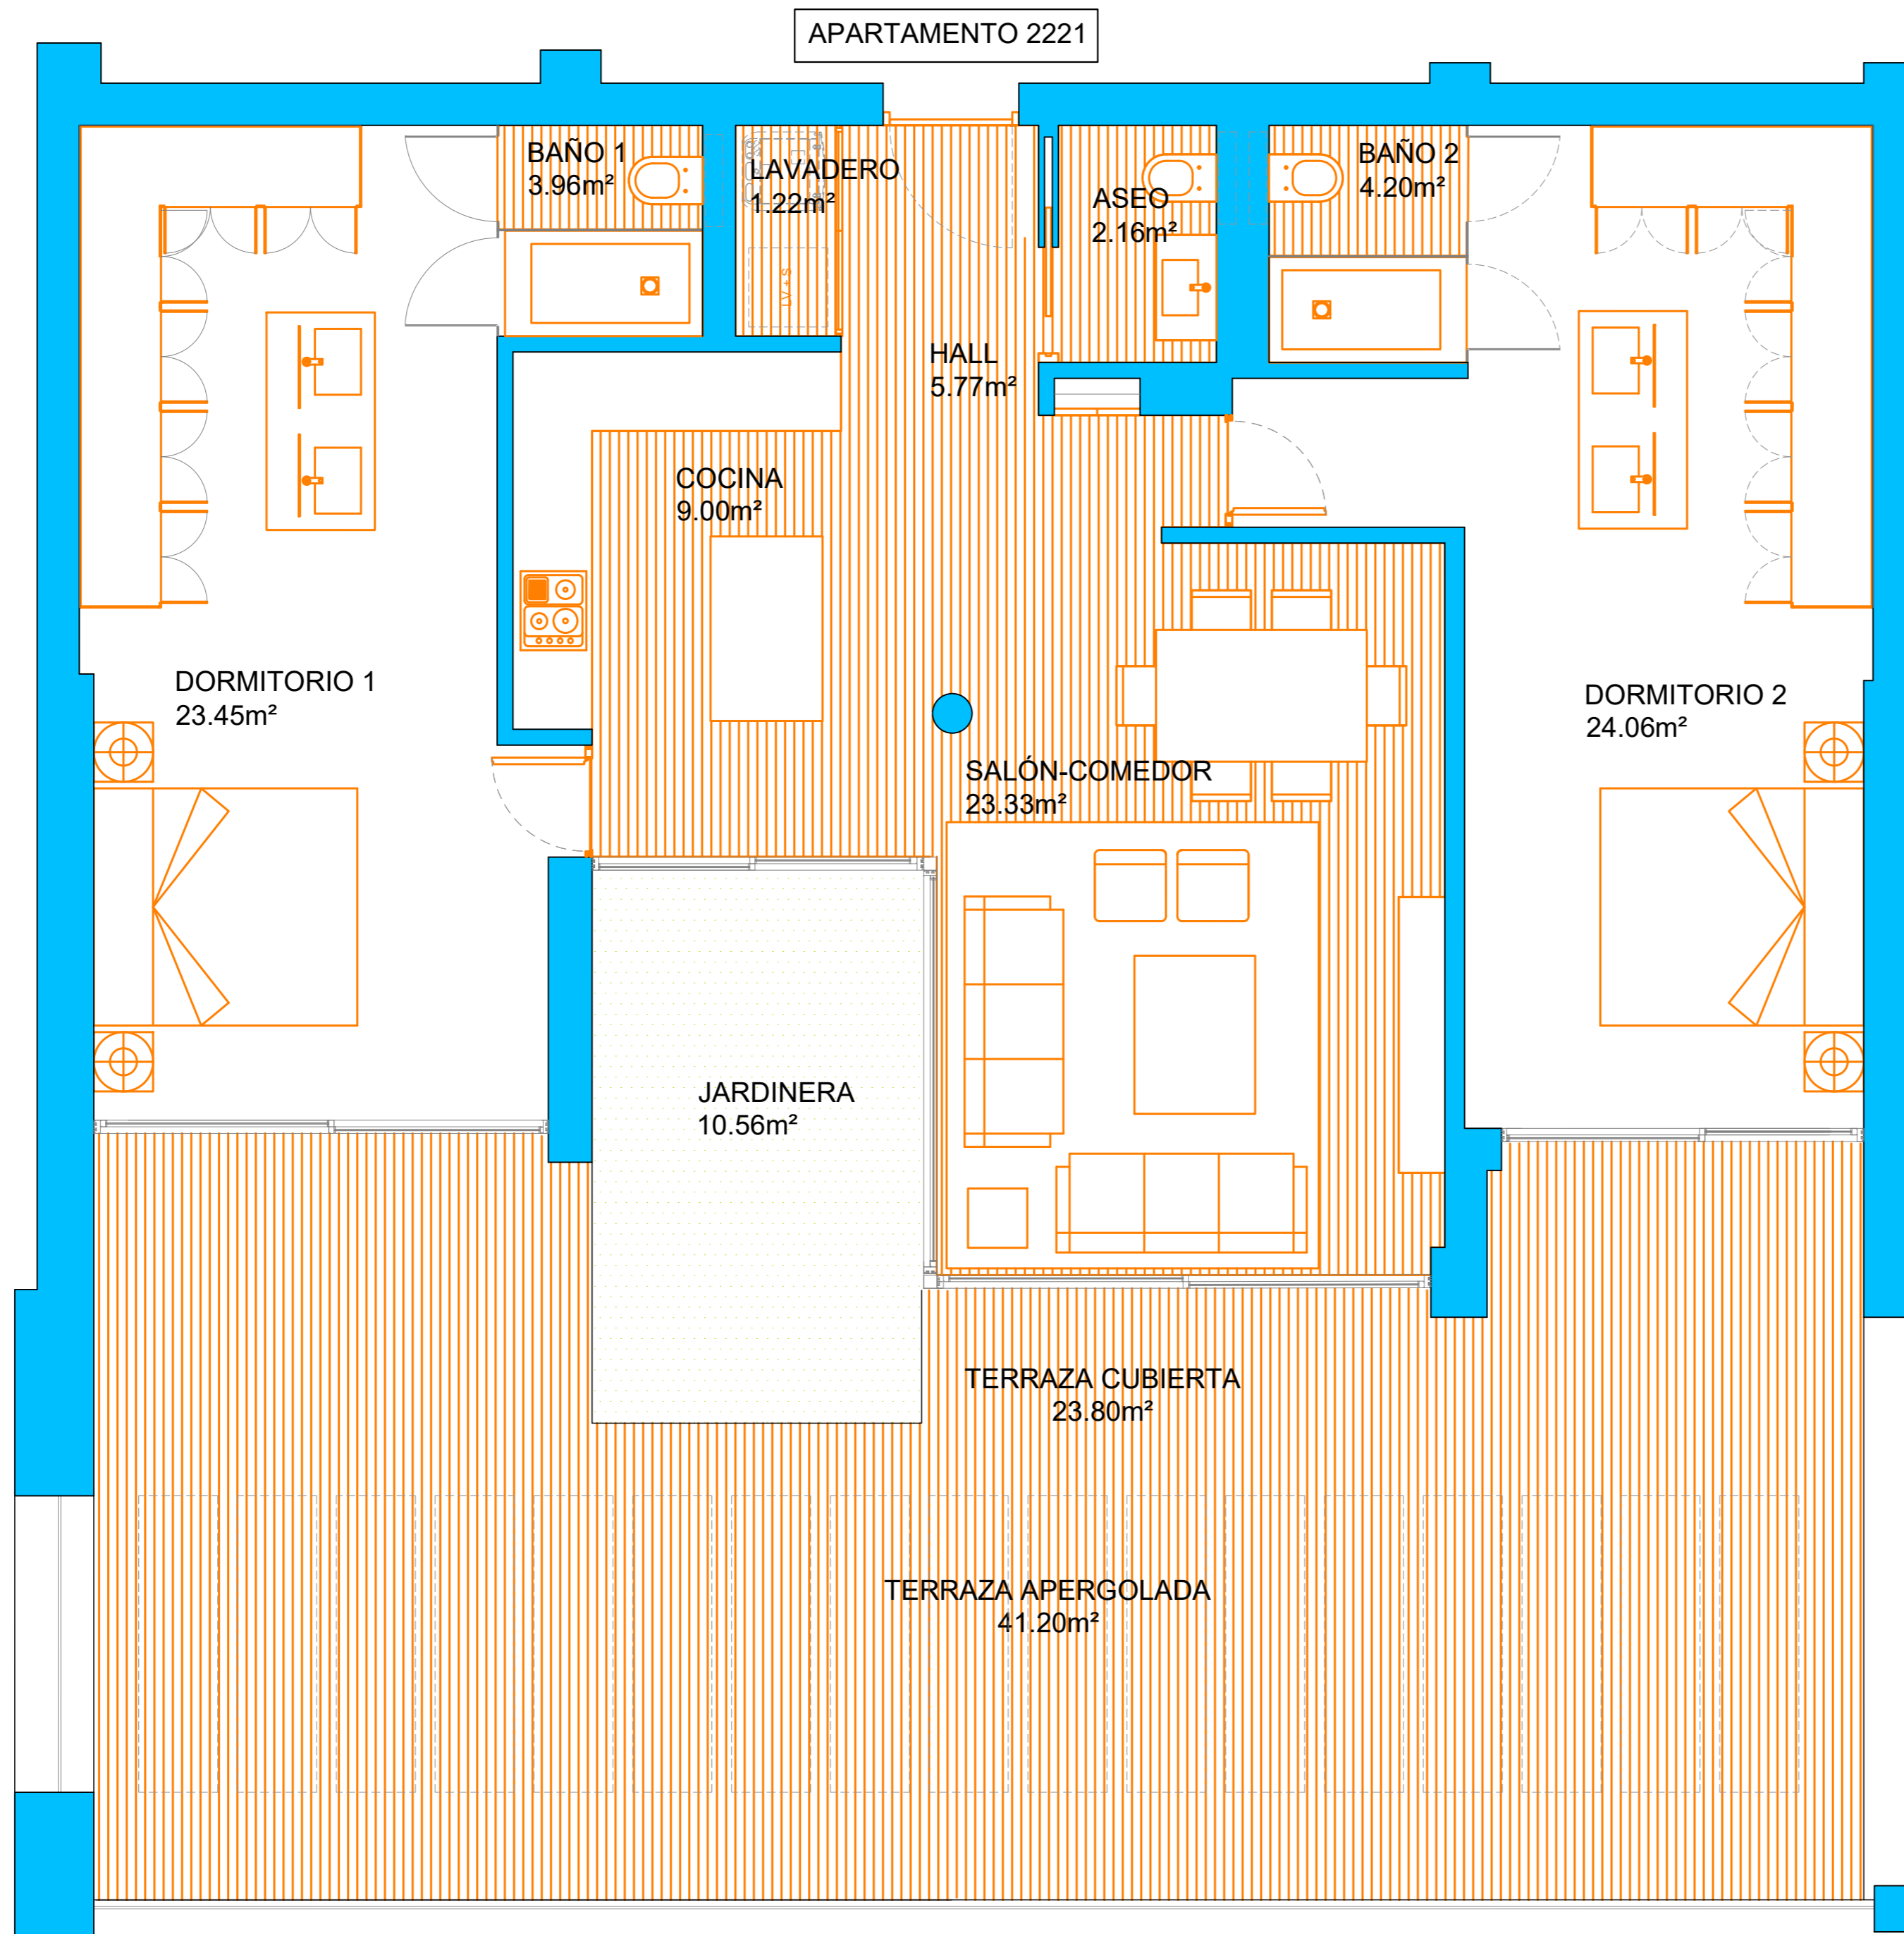 APARTAMENTO 2221
BAÑO 1
3.96m²
LAVADERO
1.22m²
ASEO
2.16m²
BAÑO 2
4.20m²
LV + S
HALL
5.77m²
COCINA
9.00m²
DORMITORIO 1
23.45m²
DORMITORIO 2
24.06m²
SALÓN-COMEDOR
23.33m²
JARDINERA
10.56m²
TERRAZA CUBIERTA
23.80m²
TERRAZA APERGOLADA
41.20m²